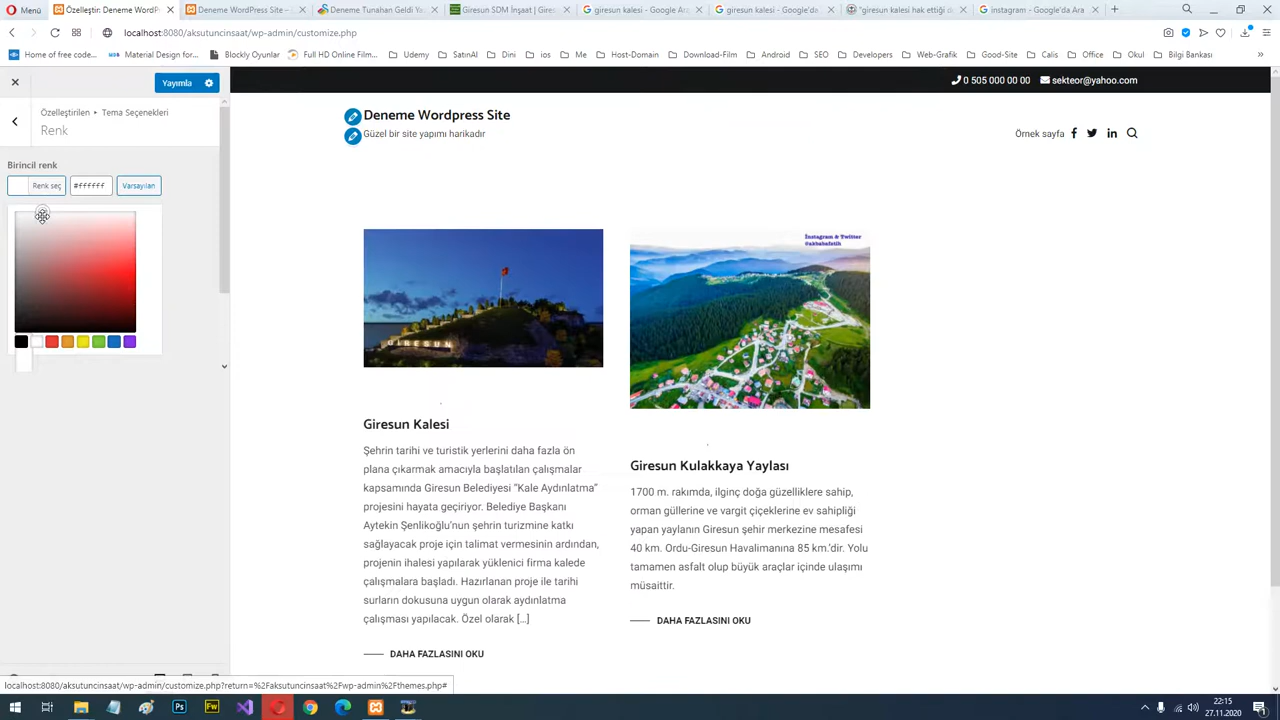 Menü
Özelleştir: Deneme WordPr
Deneme WordPress Site –
Deneme Tunahan Geldi Ya
Giresun SDM İnşaat | Giresu
giresun kalesi - Google Ara
giresun kalesi - Google'da
"giresun kalesi hak ettiği de
instagram - Google'da Ara
localhost:8080/aksutuncinsaat/wp-admin/customize.php
Home of free code...
Material Design for...
Blockly Oyunları
Full HD Online Film...
Udemy
SatınAl
Dini
ios
Me
Host-Domain
Download-Film
Android
SEO
Developers
Web-Grafik
Good-Site
Calis
Office
Okul
Bilgi Bankası
Yayımla
Özelleştirilen ▸ Tema Seçenekleri
Renk
Birincil renk
Renk seç
#ffffff
Varsayılan
0 505 000 00 00
sekteor@yahoo.com
Deneme Wordpress Site
Güzel bir site yapımı harikadır
Örnek sayfa
GİRESUN
İnstagram & Twitter
@akbabafatih
Giresun Kalesi
Şehrin tarihi ve turistik yerlerini daha fazla ön
plana çıkarmak amacıyla başlatılan çalışmalar
kapsamında Giresun Belediyesi “Kale Aydınlatma”
projesini hayata geçiriyor. Belediye Başkanı
Aytekin Şenlikoğlu’nun şehrin turizmine katkı
sağlayacak proje için talimat vermesinin ardından,
projenin ihalesi yapılarak yüklenici firma kalede
çalışmalara başladı. Hazırlanan proje ile tarihi
surların dokusuna uygun olarak aydınlatma
çalışması yapılacak. Özel olarak […]
DAHA FAZLASINI OKU
Giresun Kulakkaya Yaylası
1700 m. rakımda, ilginç doğa güzelliklere sahip,
orman güllerine ve vargit çiçeklerine ev sahipliği
yapan yaylanın Giresun şehir merkezine mesafesi
40 km. Ordu-Giresun Havalimanına 85 km.’dir. Yolu
tamamen asfalt olup büyük araçlar içinde ulaşımı
müsaittir.
DAHA FAZLASINI OKU
localhost:8080/aksutuncinsaat/wp-admin/customize.php?return=%2Faksutuncinsaat%2Fwp-admin%2Fthemes.php#
22:15
27.11.2020